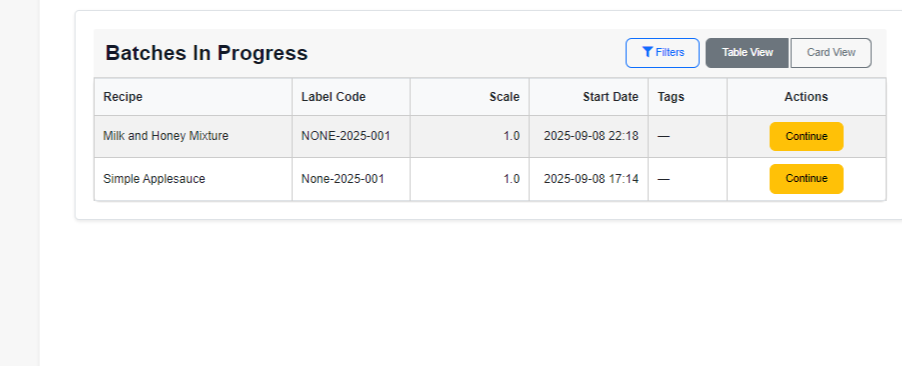 Batches In Progress
Filters
Table View
Card View
Recipe Label Code Scale Start Date Tags Actions
Milk and Honey Mixture NONE-2025-001 1.0 2025-09-08 22:18 — Continue
Simple Applesauce None-2025-001 1.0 2025-09-08 17:14 — Continue